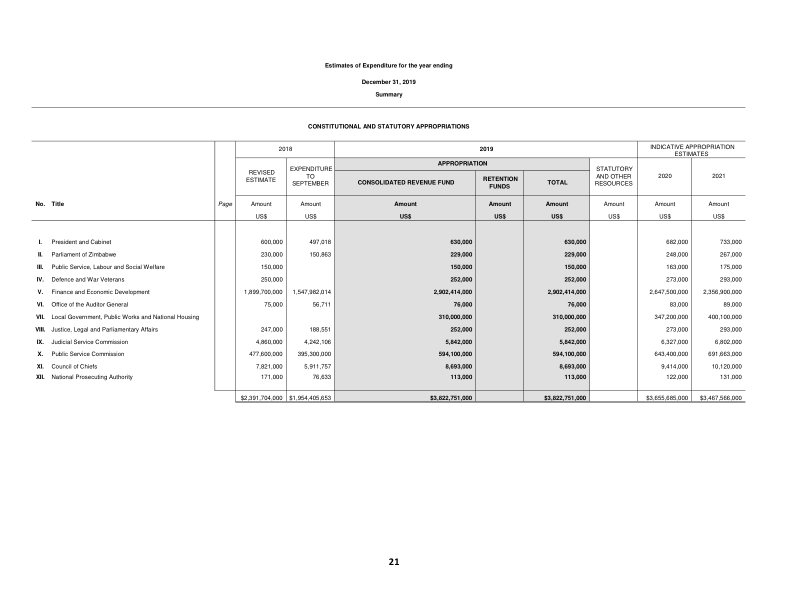 Estimates of Expenditure for the year ending
December 31, 2019
Summary
CONSTITUTIONAL AND STATUTORY APPROPRIATIONS
2018 2019 INDICATIVE APPROPRIATION ESTIMATES
REVISED ESTIMATE EXPENDITURE TO SEPTEMBER APPROPRIATION STATUTORY AND OTHER RESOURCES 2020 2021
CONSOLIDATED REVENUE FUND RETENTION FUNDS TOTAL
No. Title Page Amount Amount Amount Amount Amount Amount Amount Amount
US$ US$ US$ US$ US$ US$ US$ US$
I. President and Cabinet 600,000 497,018 630,000 630,000 682,000 733,000
II. Parliament of Zimbabwe 230,000 150,863 229,000 229,000 248,000 267,000
III. Public Service, Labour and Social Welfare 150,000 150,000 150,000 163,000 175,000
IV. Defence and War Veterans 250,000 252,000 252,000 273,000 293,000
V. Finance and Economic Development 1,899,700,000 1,547,982,014 2,902,414,000 2,902,414,000 2,647,500,000 2,356,900,000
VI. Office of the Auditor General 75,000 56,711 76,000 76,000 83,000 89,000
VII. Local Government, Public Works and National Housing 310,000,000 310,000,000 347,200,000 400,100,000
VIII. Justice, Legal and Parliamentary Affairs 247,000 188,551 252,000 252,000 273,000 293,000
IX. Judicial Service Commission 4,860,000 4,242,106 5,842,000 5,842,000 6,327,000 6,802,000
X. Public Service Commission 477,600,000 395,300,000 594,100,000 594,100,000 643,400,000 691,663,000
XI. Council of Chiefs 7,821,000 5,911,757 8,693,000 8,693,000 9,414,000 10,120,000
XII. National Prosecuting Authority 171,000 76,633 113,000 113,000 122,000 131,000
$2,391,704,000 $1,954,405,653 $3,822,751,000 $3,822,751,000 $3,655,685,000 $3,467,566,000
21